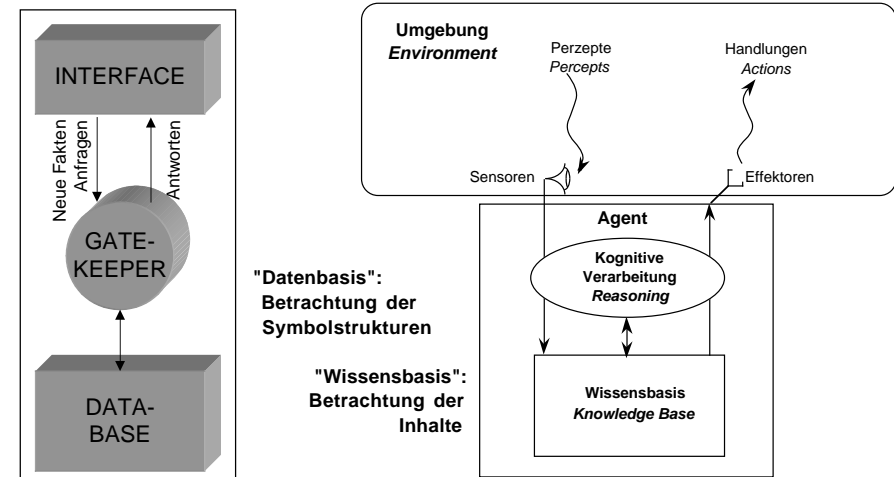 INTERFACE
Neue Fakten
Anfragen
Antworten
GATE-
KEEPER
DATA-
BASE
"Datenbasis":
Betrachtung der
Symbolstrukturen
"Wissensbasis":
Betrachtung der
Inhalte
Umgebung
Environment
Perzepte
Percepts
Handlungen
Actions
Sensoren
Effektoren
Agent
Kognitive
Verarbeitung
Reasoning
Wissensbasis
Knowledge Base